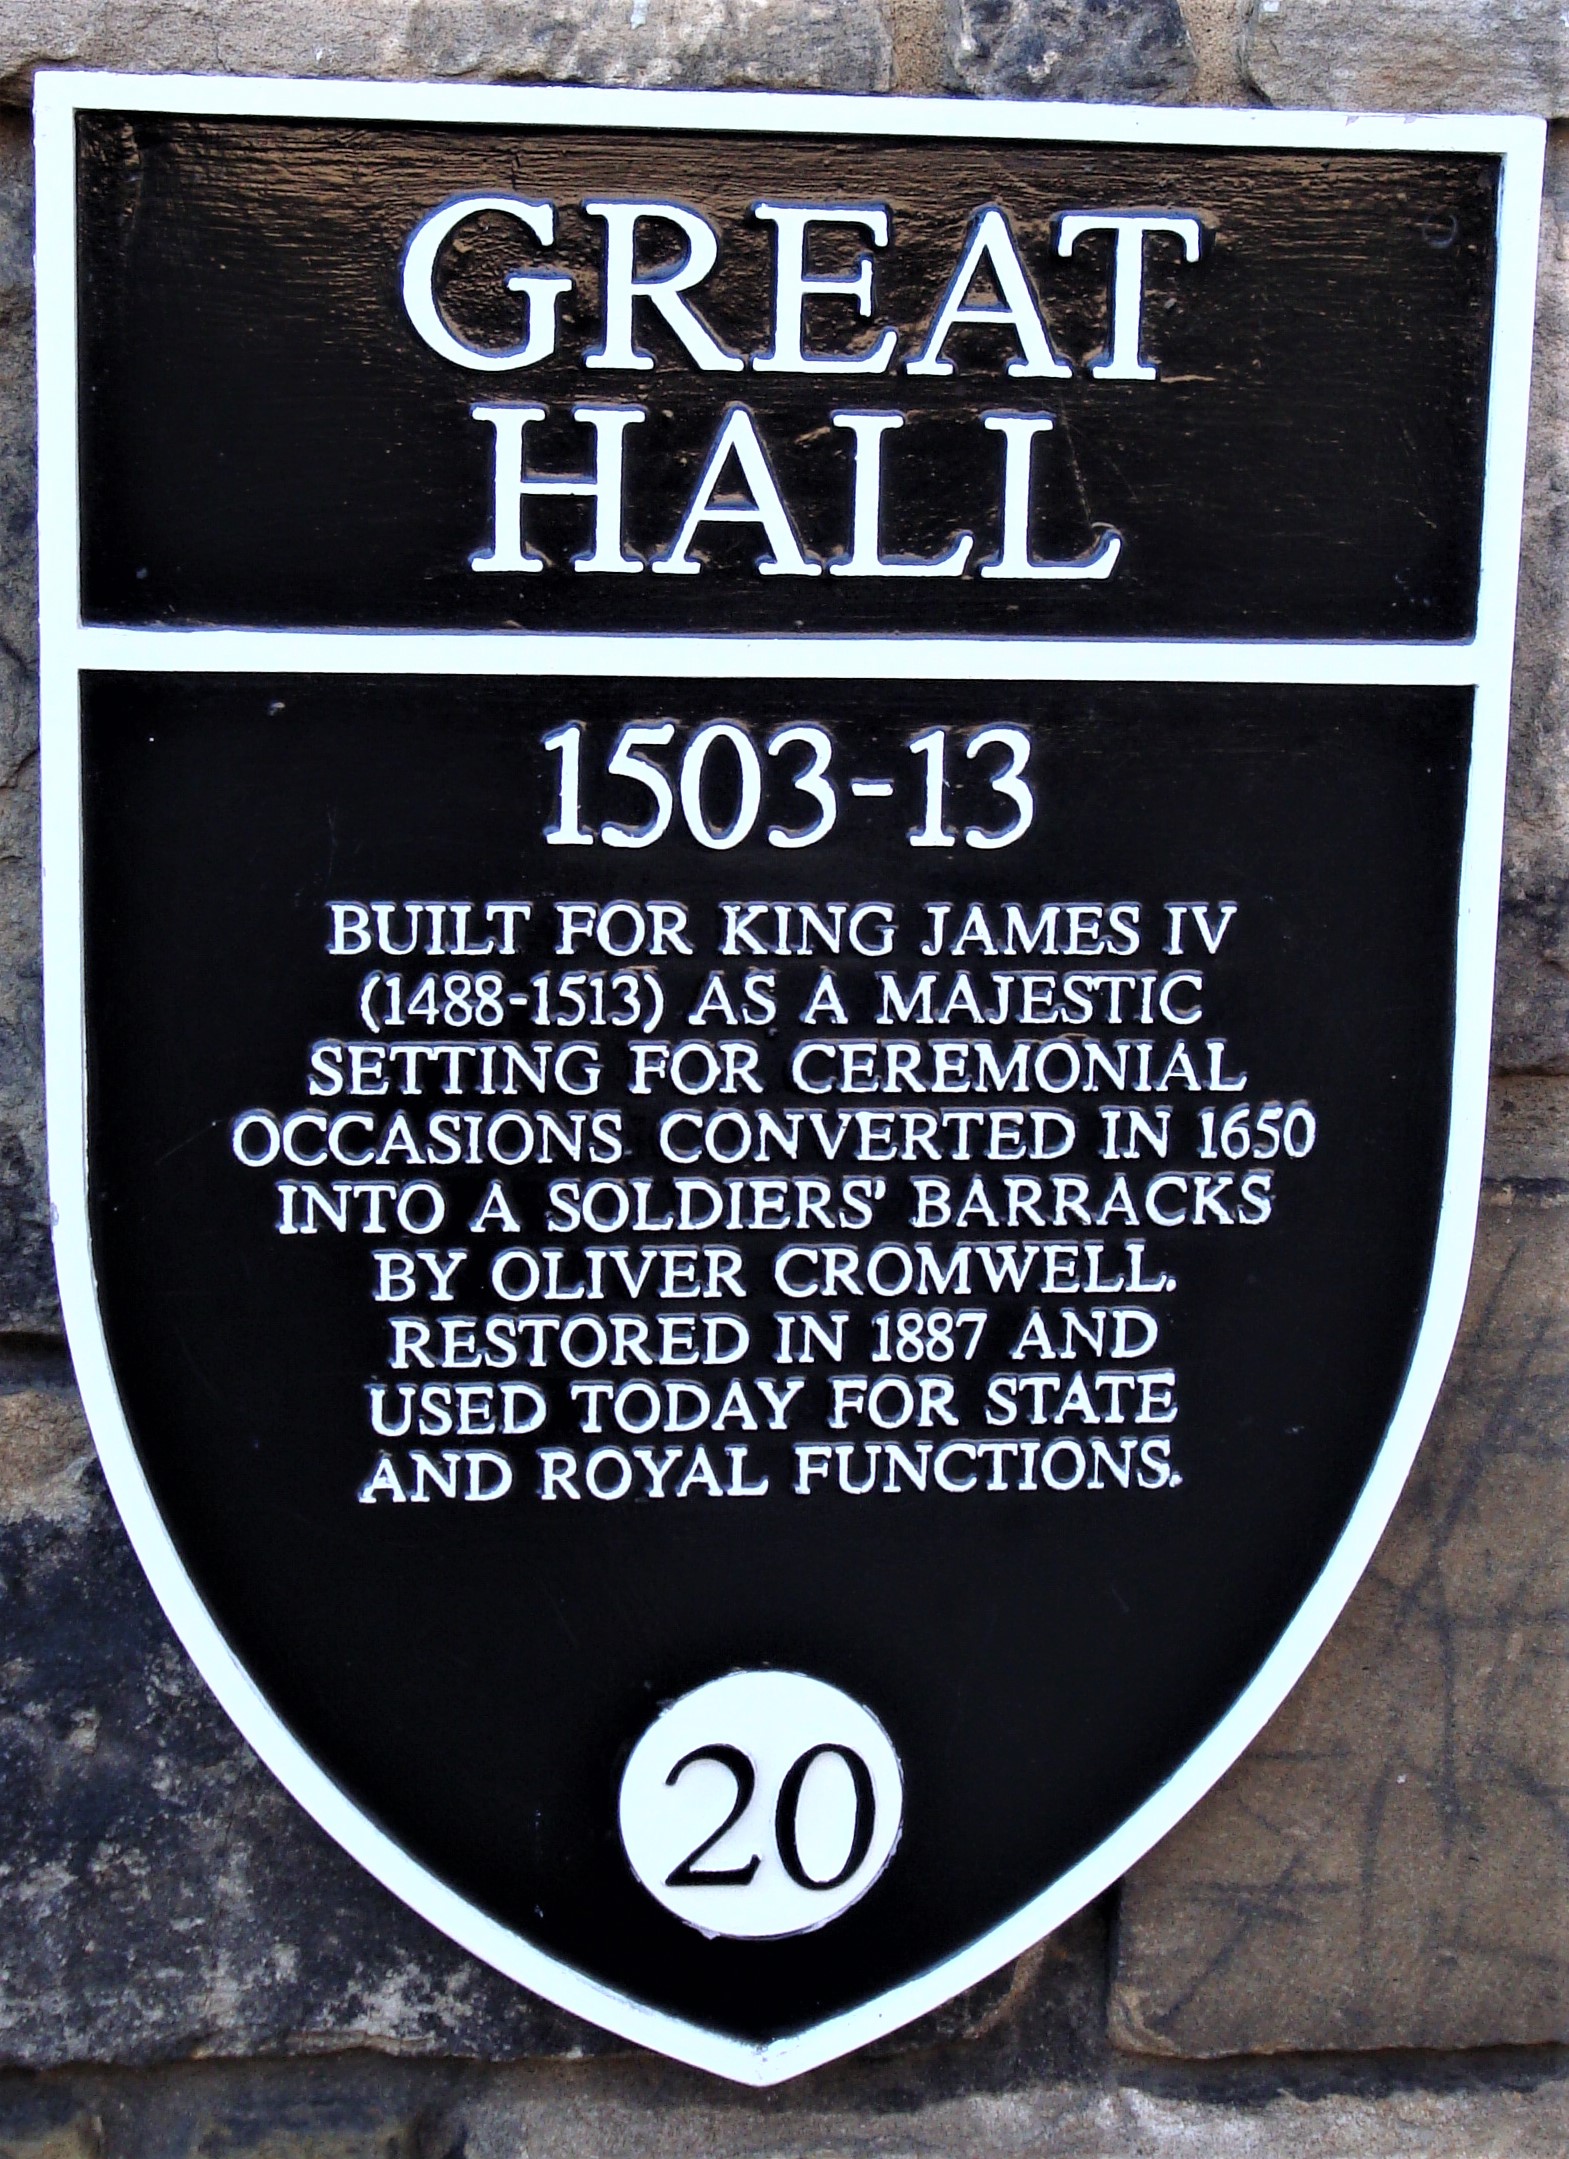 GREAT
HALL
1503-13
BUILT FOR KING JAMES IV
(1488-1513) AS A MAJESTIC
SETTING FOR CEREMONIAL
OCCASIONS CONVERTED IN 1650
INTO A SOLDIERS' BARRACKS
BY OLIVER CROMWELL.
RESTORED IN 1887 AND
USED TODAY FOR STATE
AND ROYAL FUNCTIONS.
20